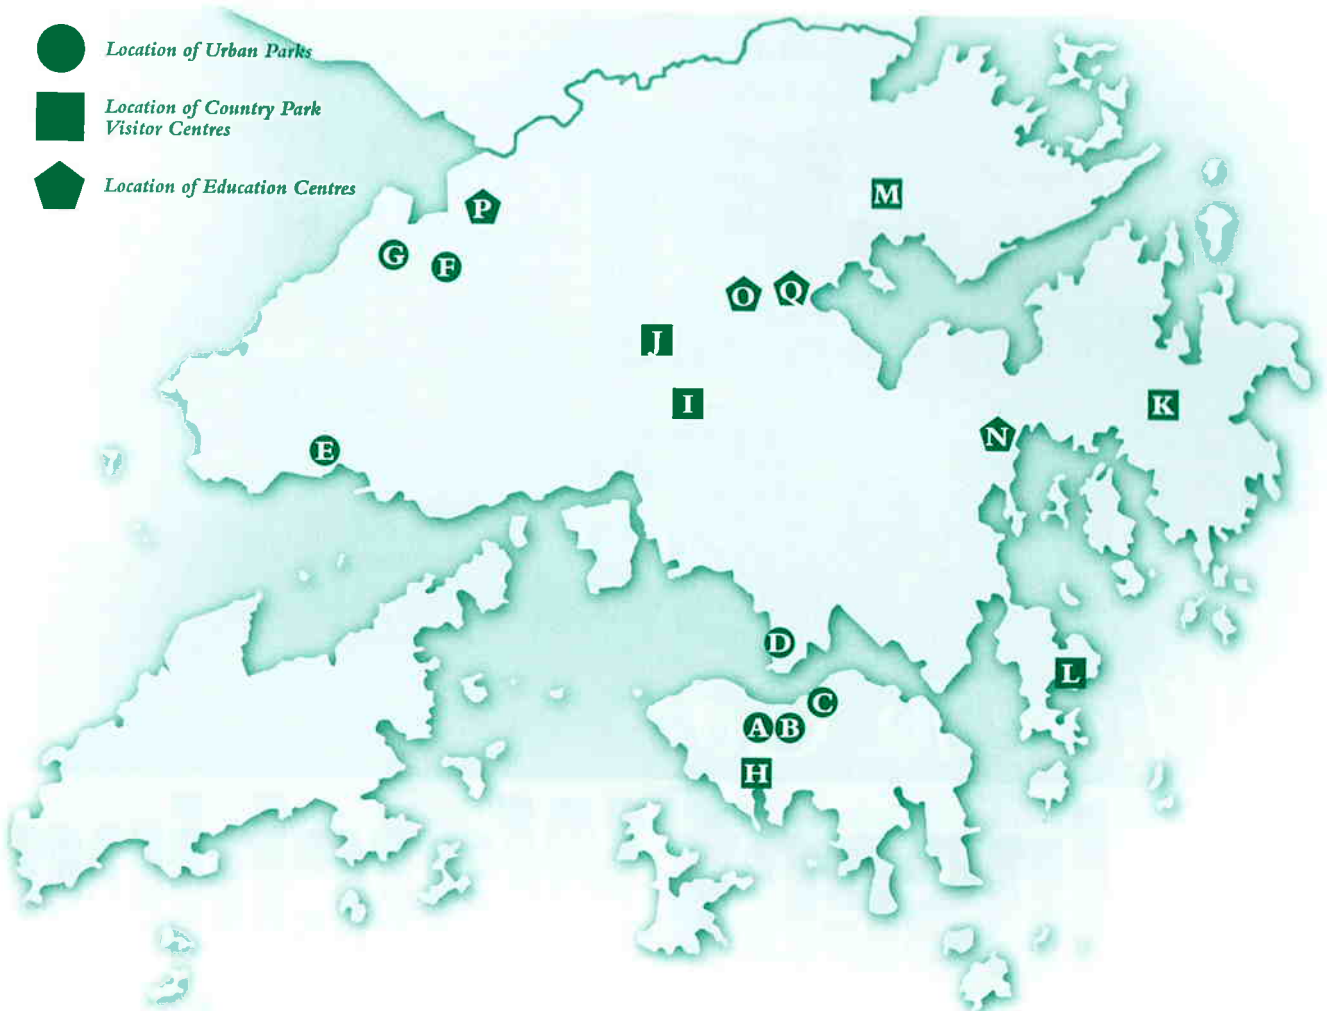 Location of Urban Parks
Location of Country Park
Visitor Centres
Location of Education Centres
M
P
G
F
O
Q
J
I
K
N
E
D
L
C
A
B
H